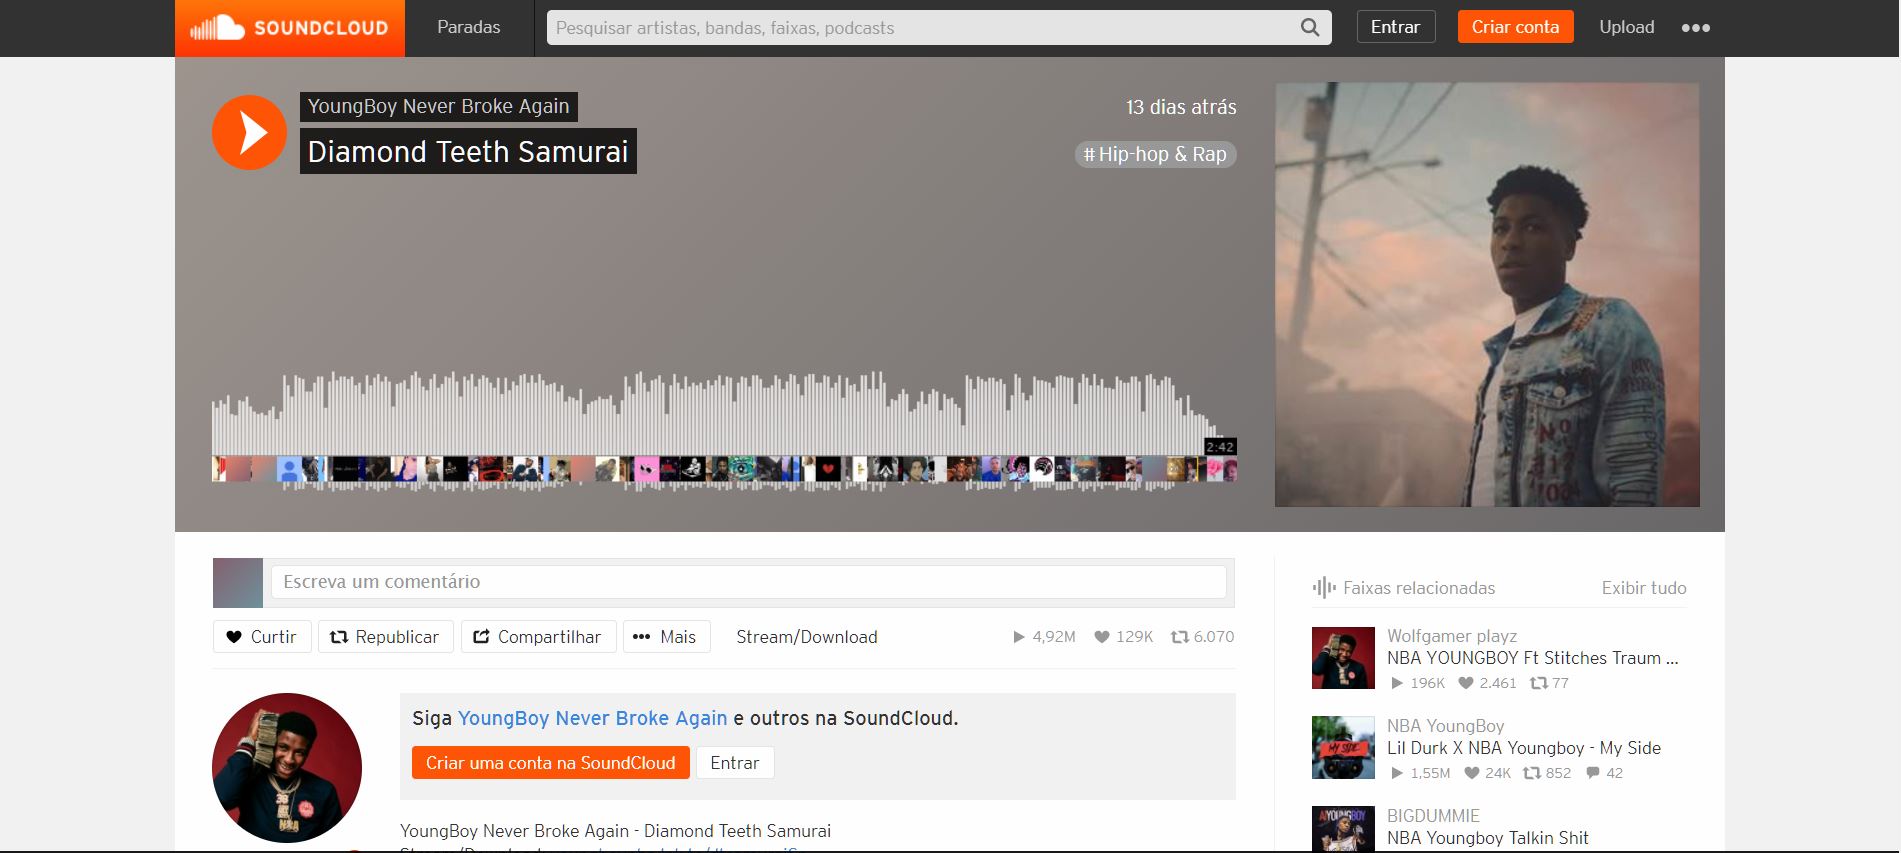 SOUNDCLOUD
Paradas
Pesquisar artistas, bandas, faixas, podcasts
Entrar
Criar conta
Upload
YoungBoy Never Broke Again
Diamond Teeth Samurai
13 dias atrás
# Hip-hop & Rap
2:42
Escreva um comentário
Curtir
Republicar
Compartilhar
Mais
Stream/Download
4,92M
129K
6.070
Siga YoungBoy Never Broke Again e outros na SoundCloud.
Criar uma conta na SoundCloud
Entrar
YoungBoy Never Broke Again - Diamond Teeth Samurai
Faixas relacionadas
Exibir tudo
Wolfgamer playz
NBA YOUNGBOY Ft Stitches Traum ...
196K
2.461
77
MY SIDE
NBA YoungBoy
Lil Durk X NBA Youngboy - My Side
1,55M
24K
852
42
AIYOUNGBOY
BIGDUMMIE
NBA Youngboy Talkin Shit